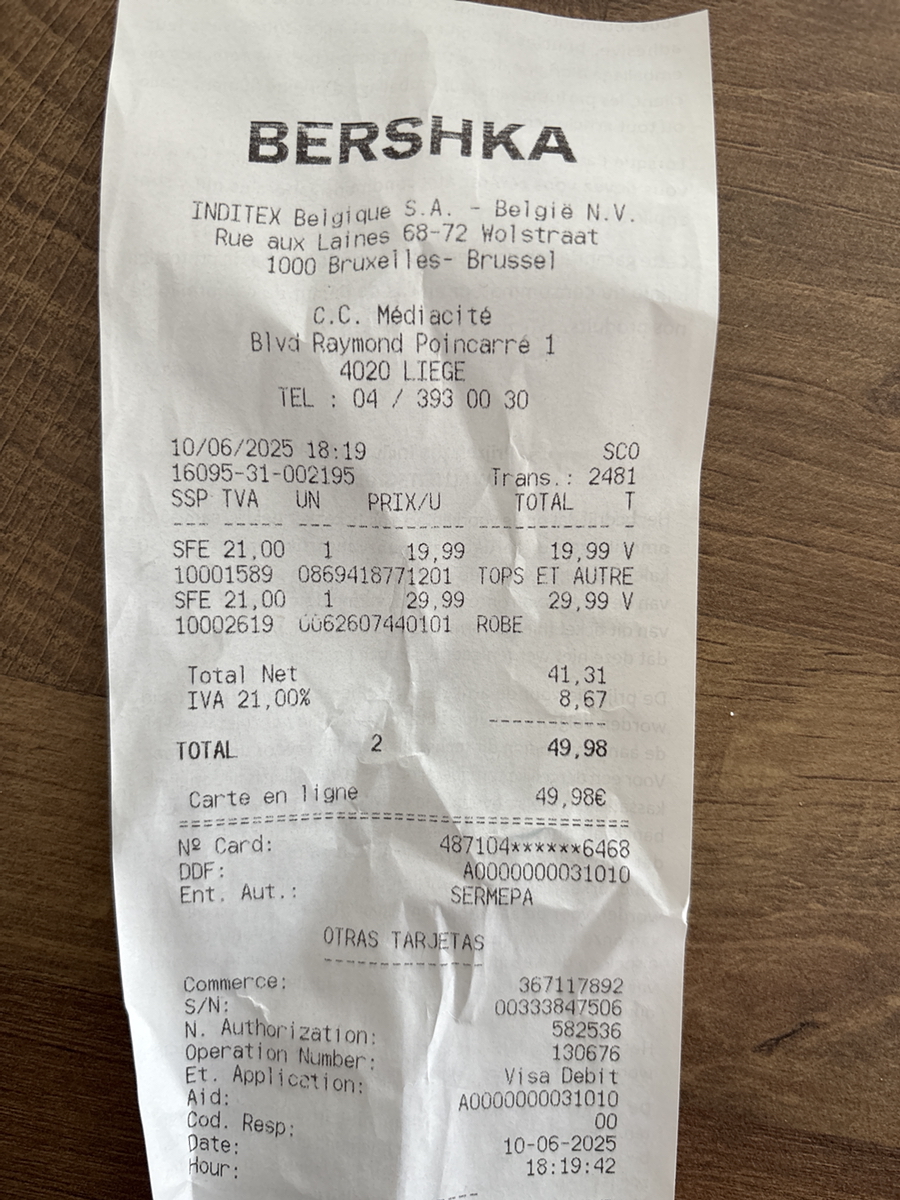 BERSHKA
INDITEX Belgique S.A. - België N.V.
Rue aux Laines 68-72 Wolstraat
1000 Bruxelles- Brussel
C.C. Médiacité
Blvd Raymond Poincarré 1
4020 LIEGE
TEL : 04 / 393 00 30
10/06/2025 18:19 SCO
16095-31-002195 Trans.: 2481
SSP TVA UN PRIX/U TOTAL T
--- ----- --- --------- ------------
SFE 21,00 1 19,99 19,99 V
10001589 0869418771201 TOPS ET AUTRE
SFE 21,00 1 29,99 29,99 V
10002619 0062607440101 ROBE
Total Net 41,31
IVA 21,00% 8,67
----------
TOTAL 2 49,98
Carte en ligne 49,98€
======================================
Nº Card: 487104******6468
DDF: A0000000031010
Ent. Aut.: SERMEPA
OTRAS TARJETAS
-------------
Commerce: 367117892
S/N: 00333847506
N. Authorization: 582536
Operation Number: 130676
Et. Application: Visa Debit
Aid: A0000000031010
Cod. Resp: 00
Date: 10-06-2025
Hour: 18:19:42